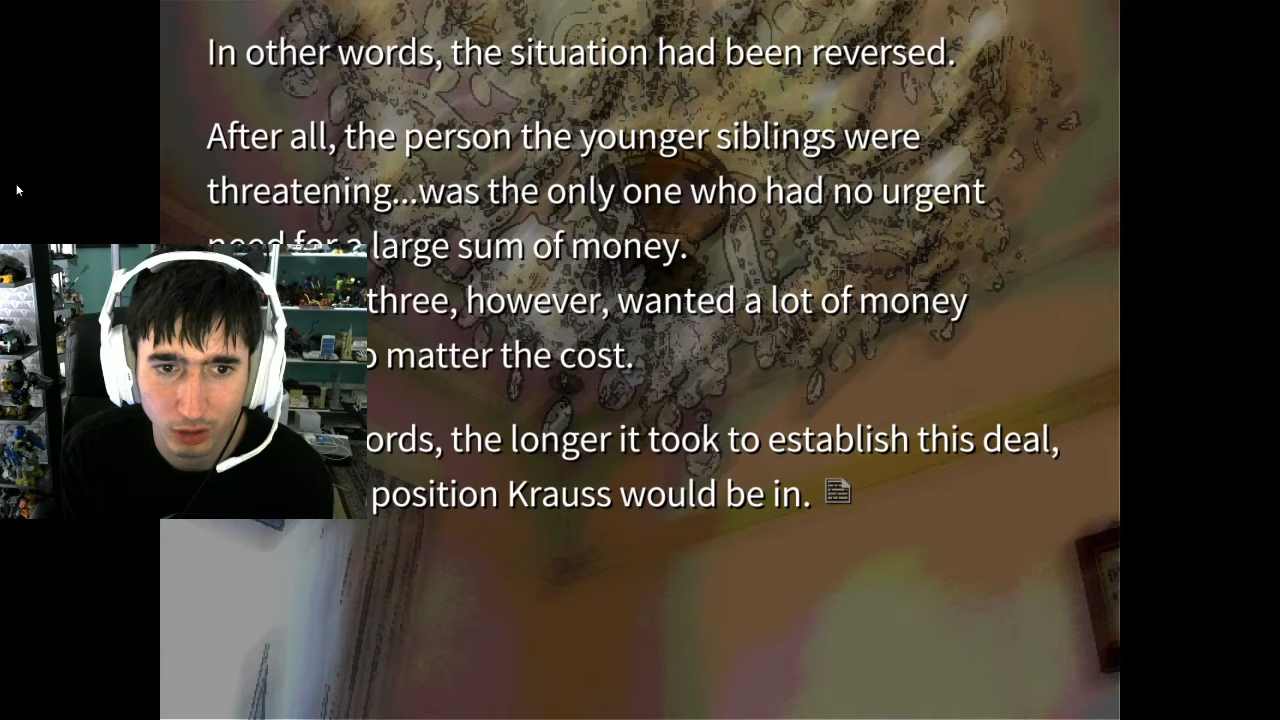 In other words, the situation had been reversed.
After all, the person the younger siblings were
threatening...was the only one who had no urgent
need for a large sum of money.
three, however, wanted a lot of money
matter the cost.
the longer it took to establish this deal,
position Krauss would be in.